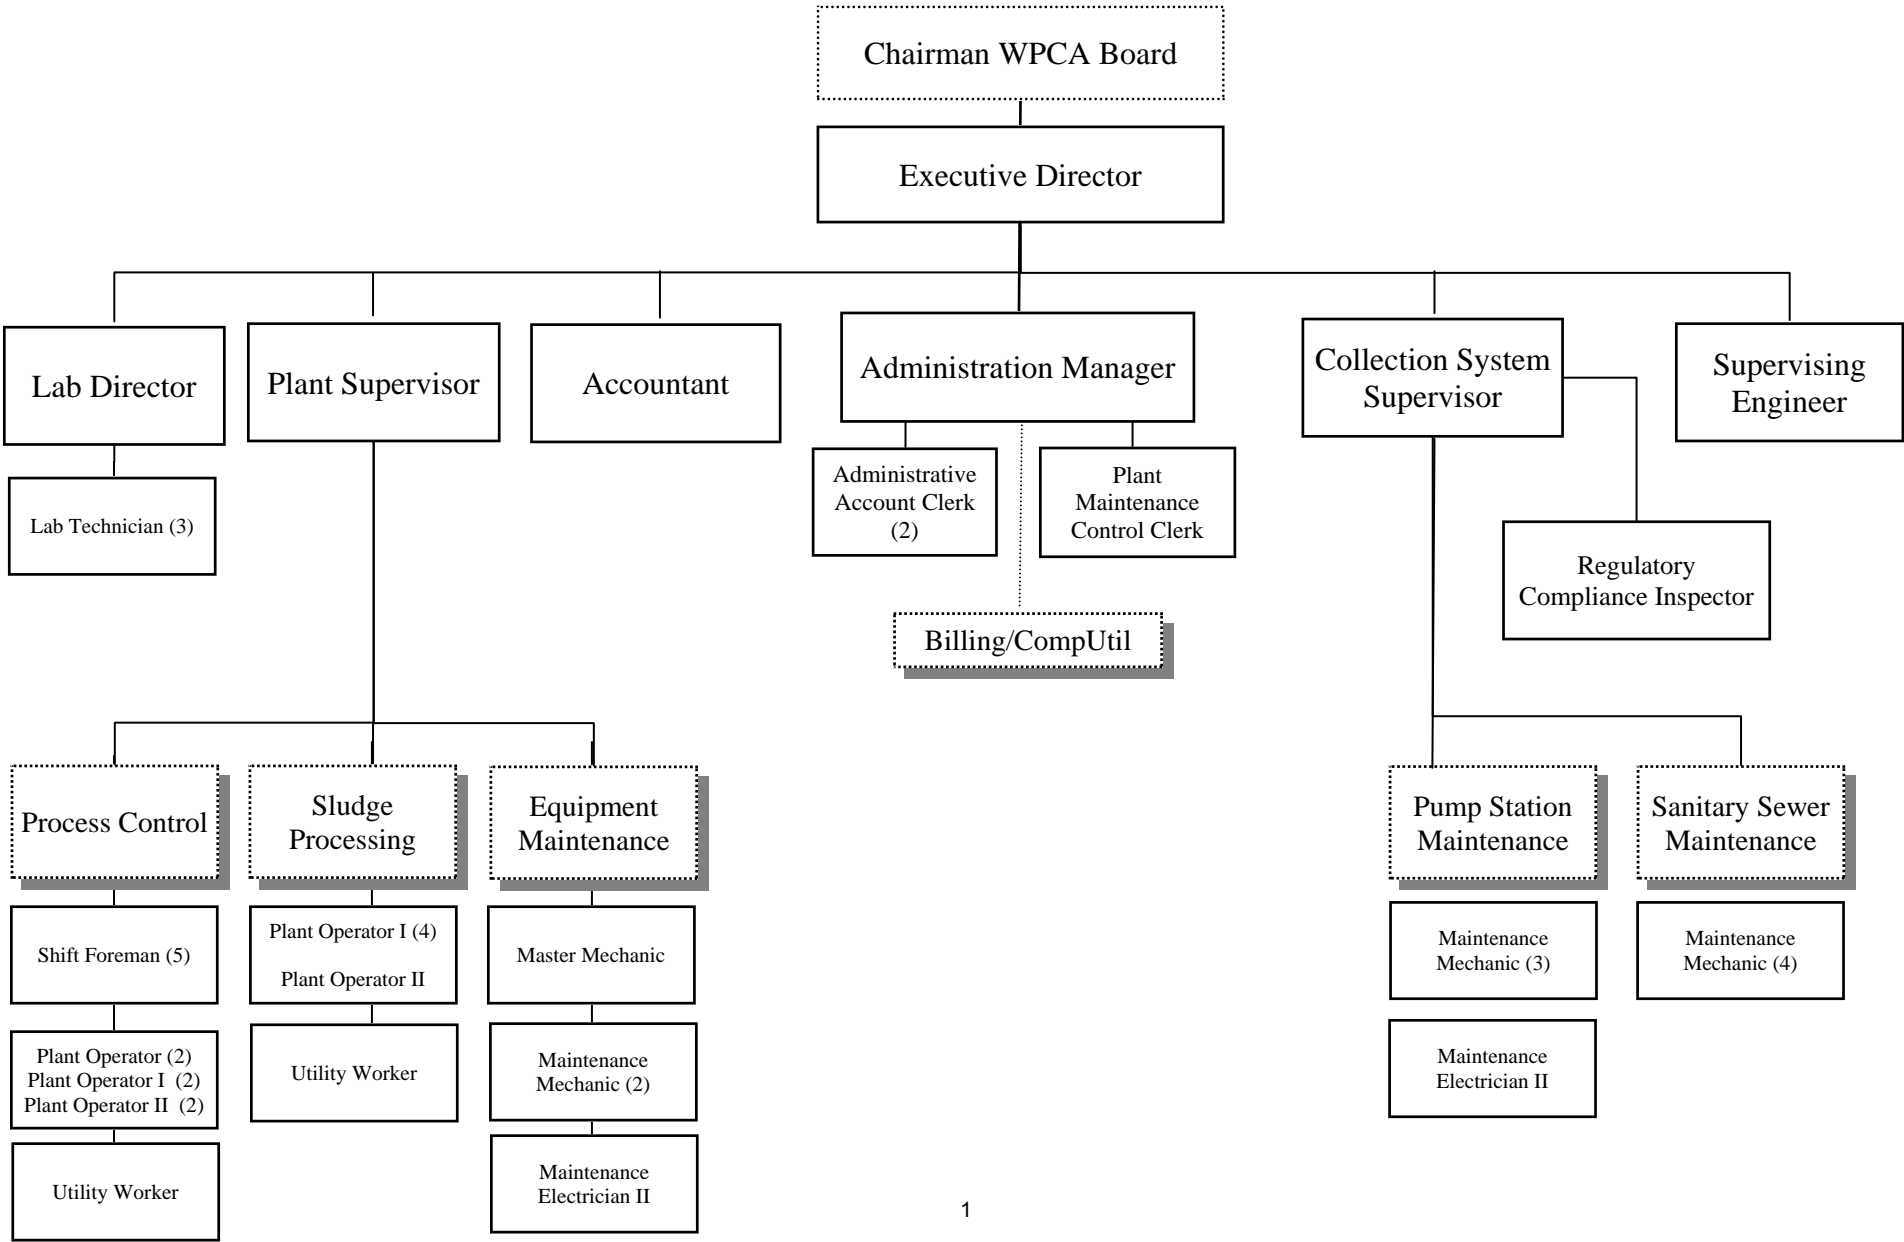 Chairman WPCA Board
Executive Director
Lab Director
Plant Supervisor
Accountant
Administration Manager
Collection System
Supervisor
Supervising
Engineer
Lab Technician (3)
Administrative
Account Clerk
(2)
Plant
Maintenance
Control Clerk
Regulatory
Compliance Inspector
Billing/CompUtil
Process Control
Sludge
Processing
Equipment
Maintenance
Pump Station
Maintenance
Sanitary Sewer
Maintenance
Shift Foreman (5)
Plant Operator I (4)
Plant Operator II
Master Mechanic
Maintenance
Mechanic (3)
Maintenance
Mechanic (4)
Plant Operator (2)
Plant Operator I  (2)
Plant Operator II  (2)
Utility Worker
Maintenance
Mechanic (2)
Maintenance
Electrician II
Utility Worker
Maintenance
Electrician II
1